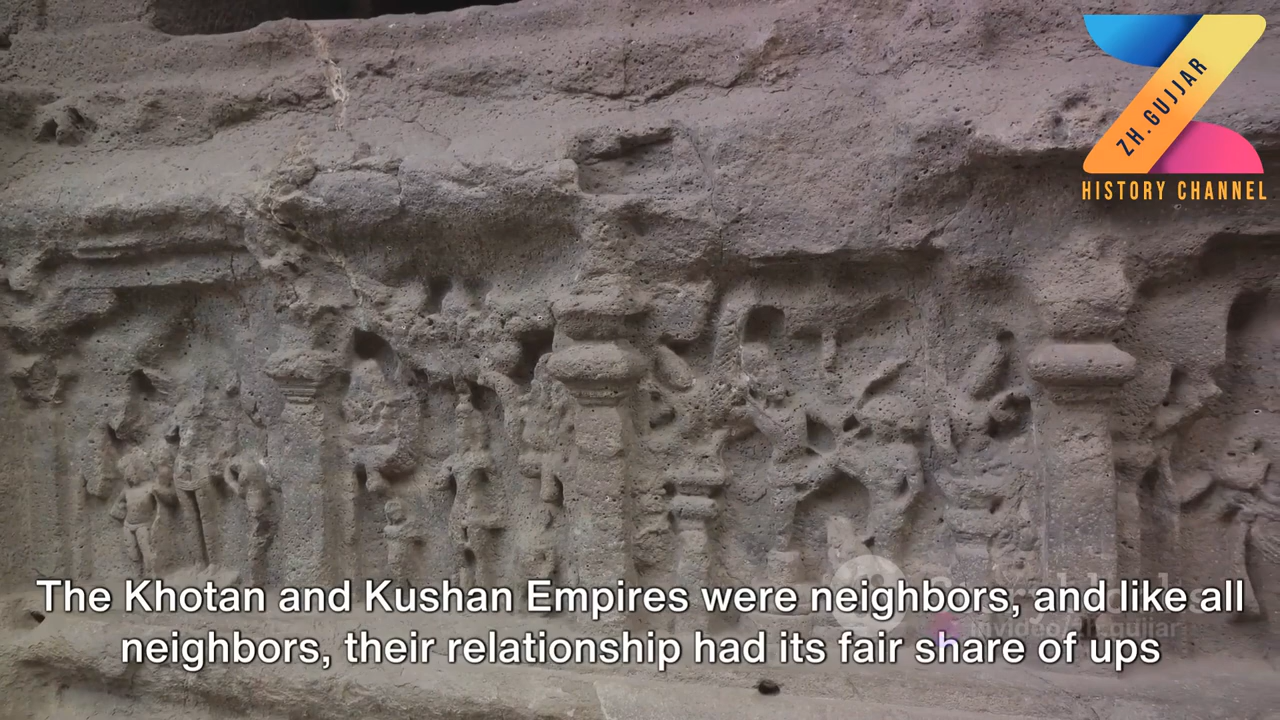 ZH.GUJJAR
HISTORY CHANNEL
The Khotan and Kushan Empires were neighbors, and like all
neighbors, their relationship had its fair share of ups